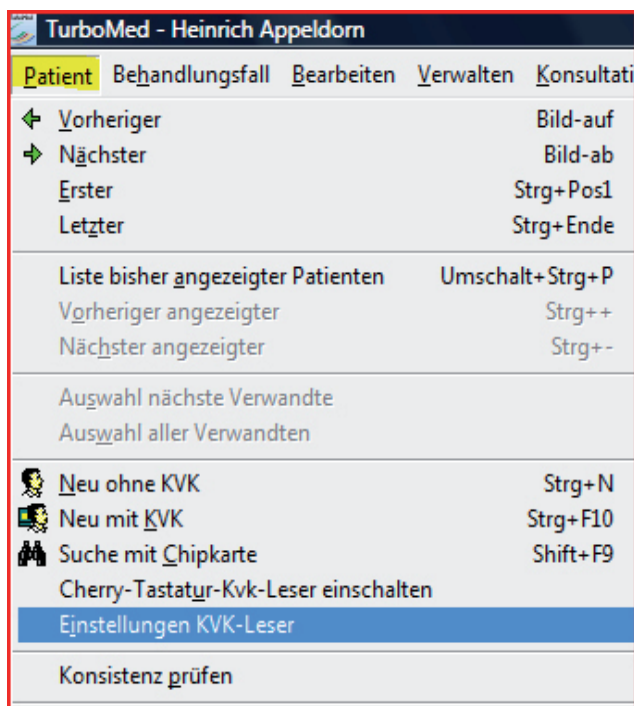 TurboMed - Heinrich Appeldorn
Patient Behandlungsfall Bearbeiten Verwalten Konsultati
Vorheriger Bild-auf
Nächster Bild-ab
Erster Strg+Pos1
Letzter Strg+Ende
Liste bisher angezeigter Patienten Umschalt+Strg+P
Vorheriger angezeigter Strg++
Nächster angezeigter Strg+-
Auswahl nächste Verwandte
Auswahl aller Verwandten
Neu ohne KVK Strg+N
Neu mit KVK Strg+F10
Suche mit Chipkarte Shift+F9
Cherry-Tastatur-Kvk-Leser einschalten
Einstellungen KVK-Leser
Konsistenz prüfen